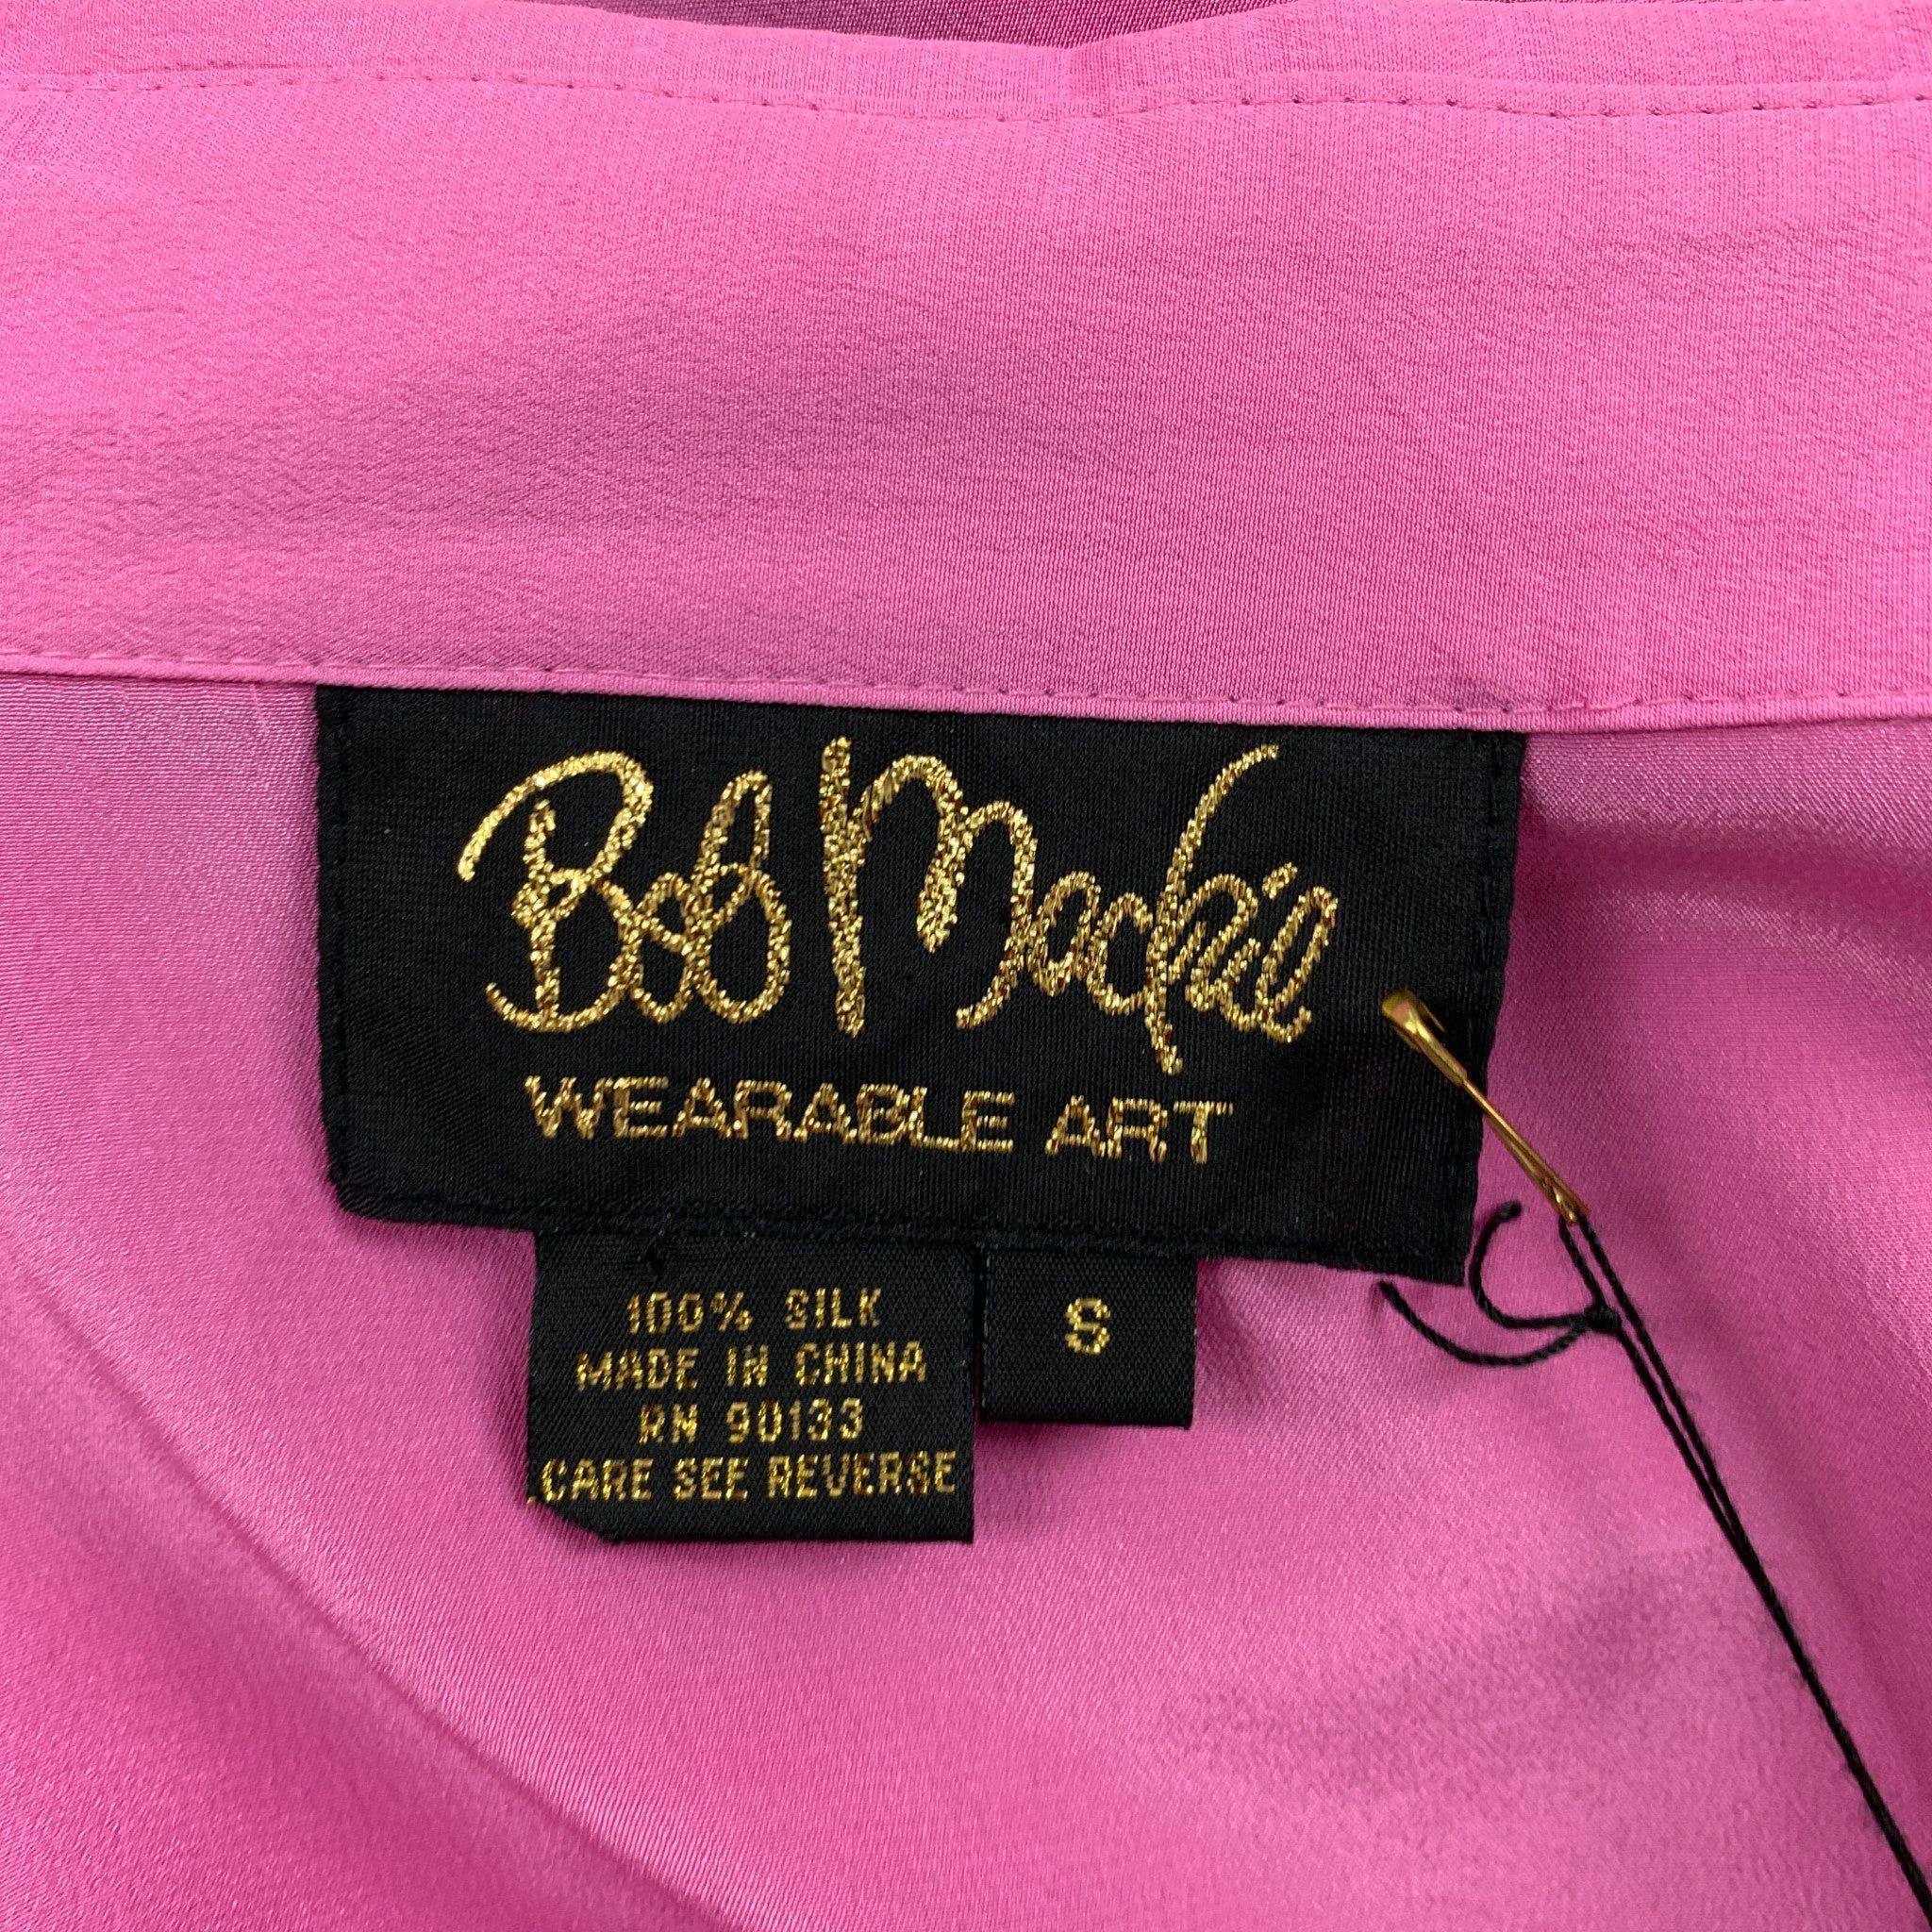 Bob Mackie
WEARABLE ART
S
100% SILK
MADE IN CHINA
RN 90133
CARE SEE REVERSE